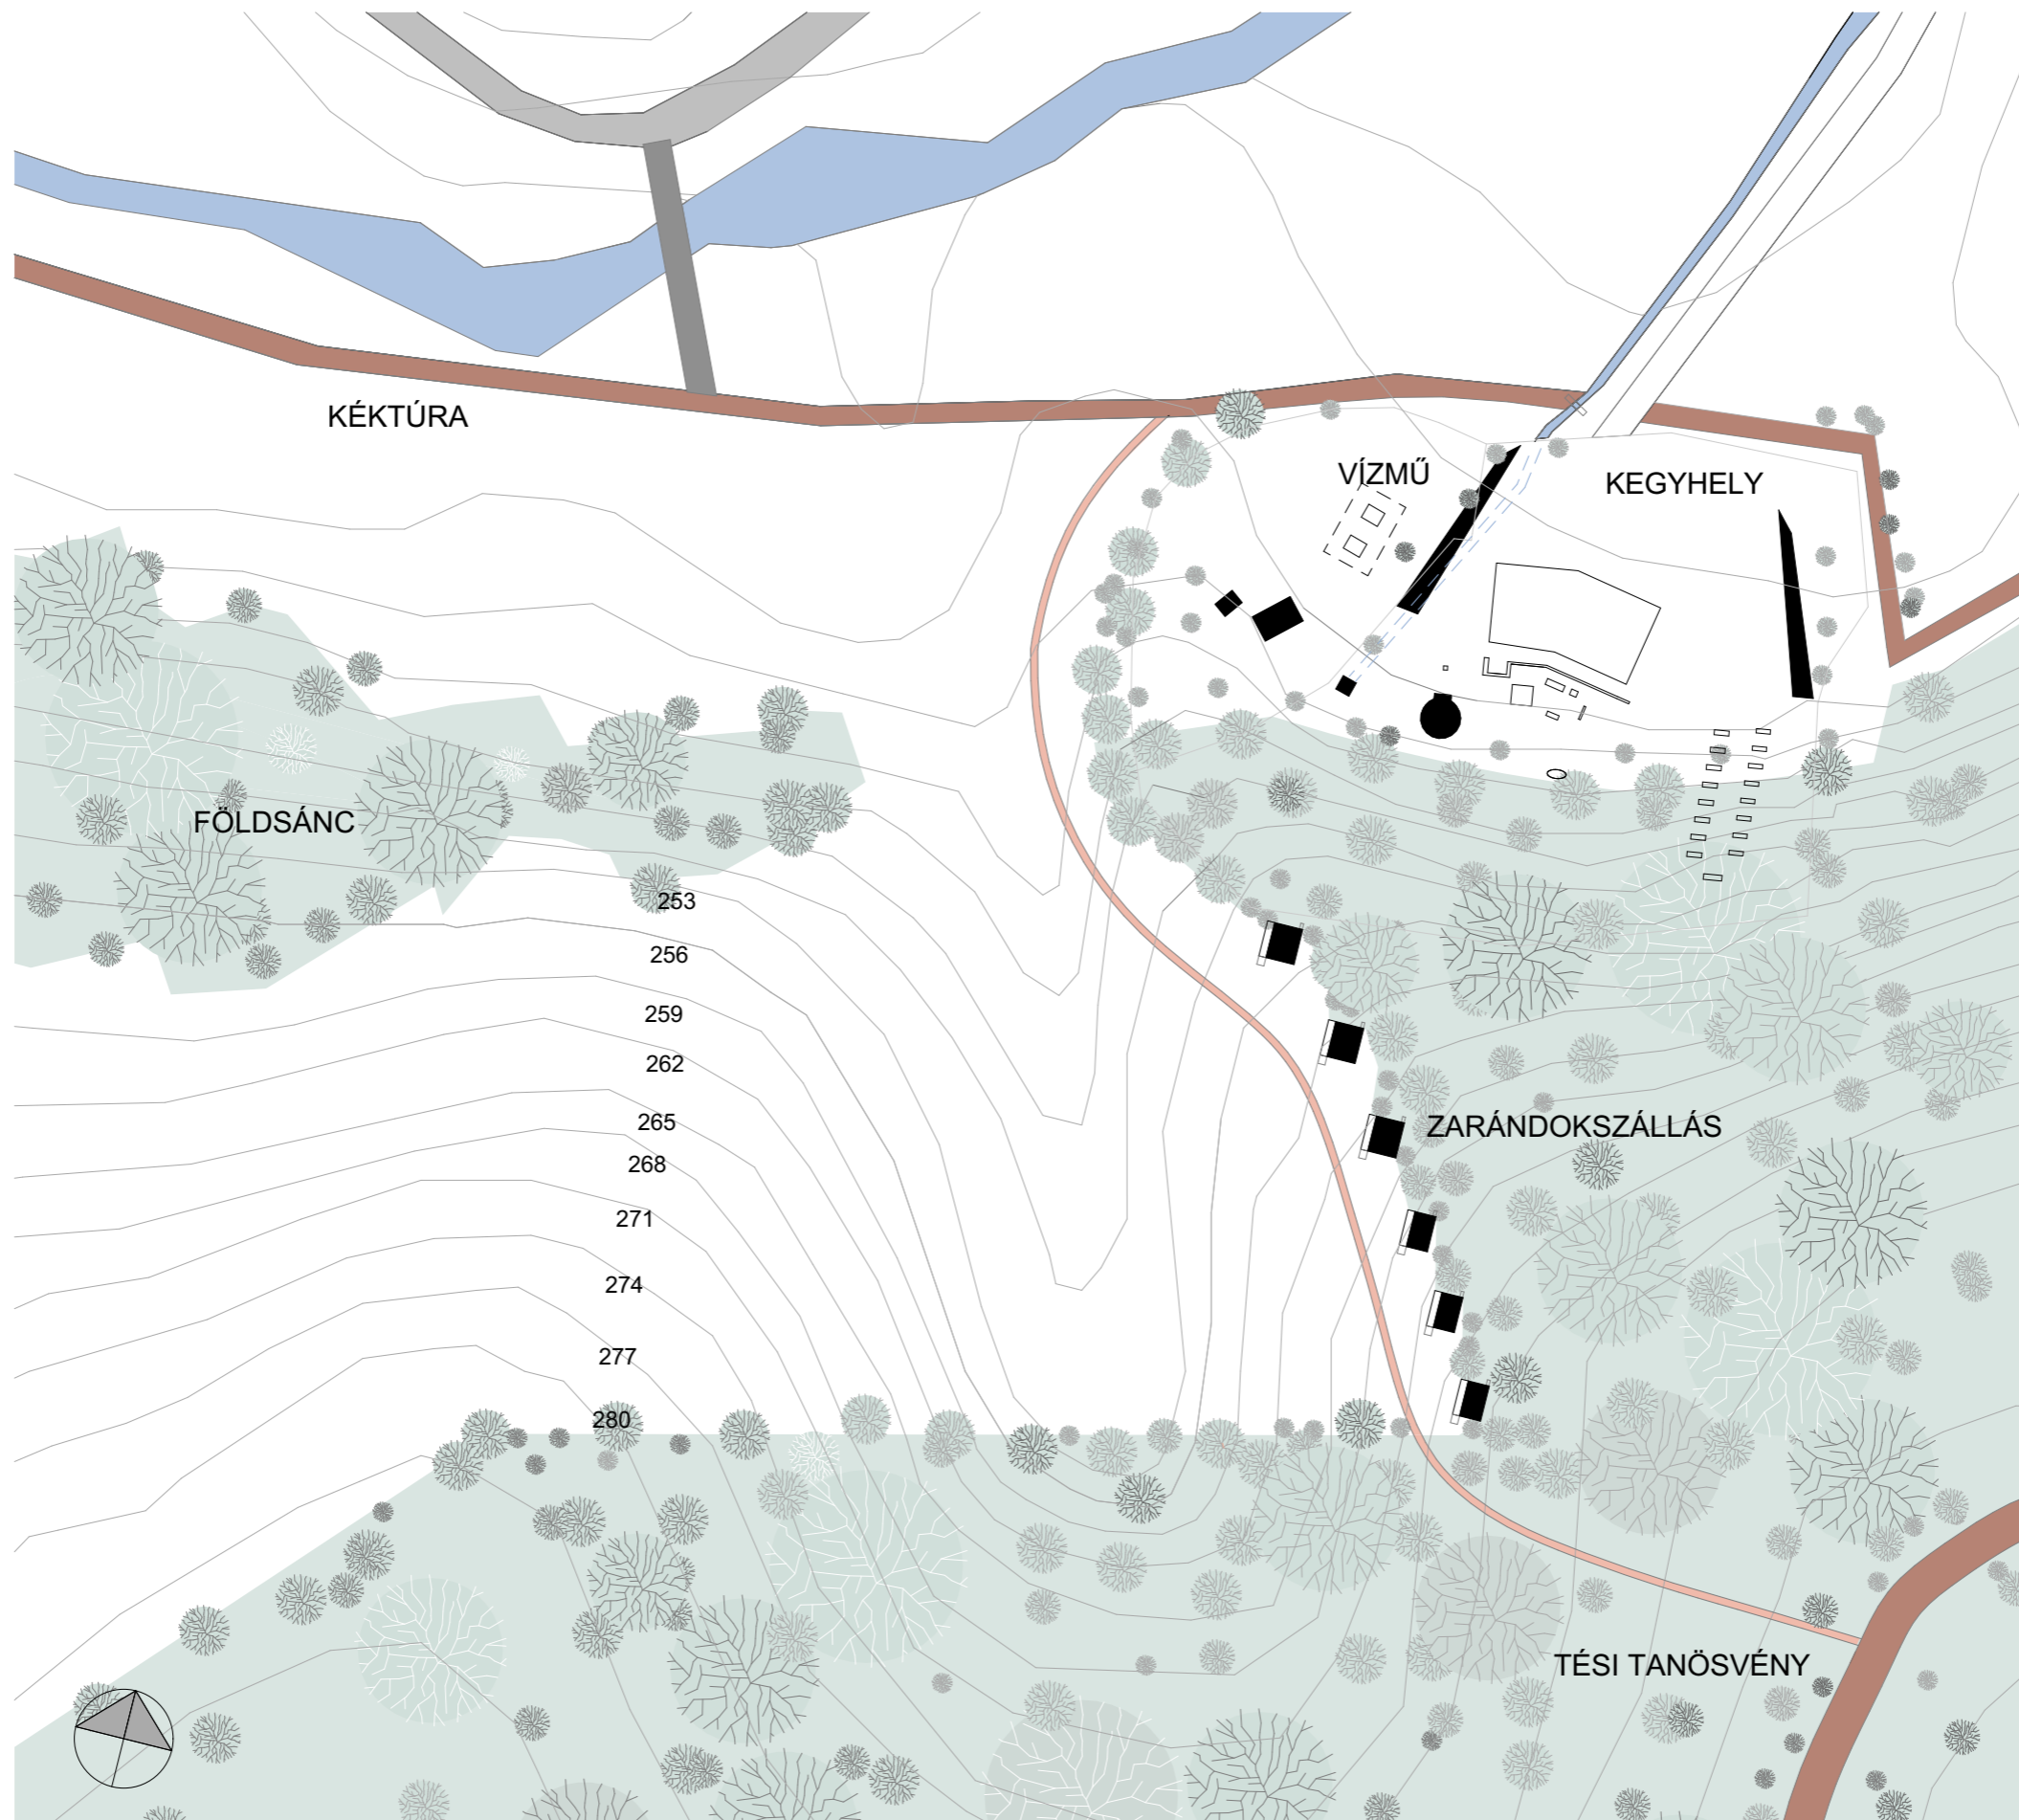 KÉKTÚRA
VÍZMŰ
KEGYHELY
FÖLDSÁNC
253
256
259
262
265
268
271
274
277
280
ZARÁNDOKSZÁLLÁS
TÉSI TANÖSVÉNY